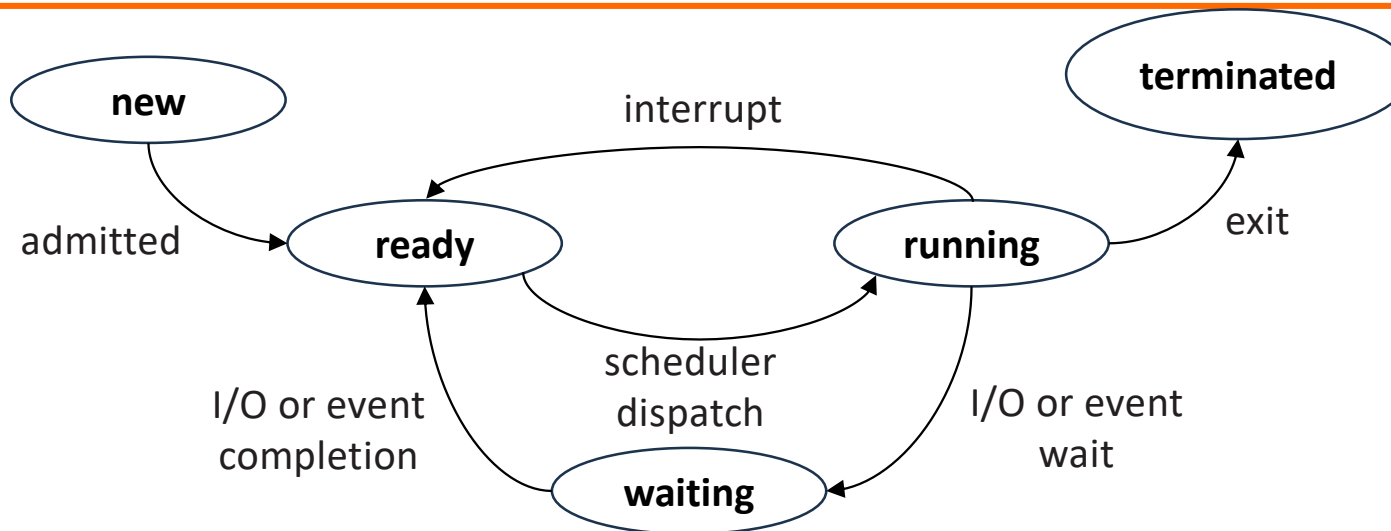 terminated
new
interrupt
admitted
ready
running
exit
scheduler
dispatch
I/O or event
completion
I/O or event
wait
waiting